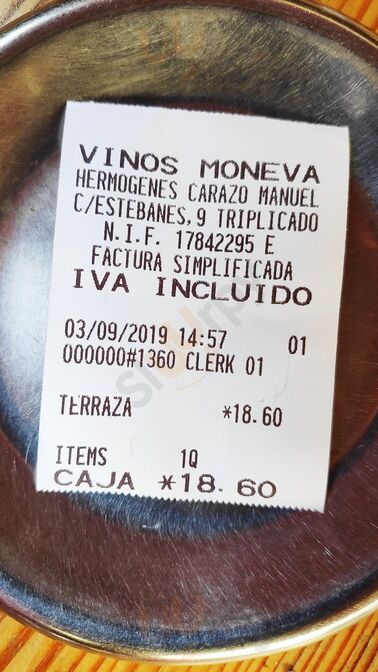 VINOS MONEVA
HERMOGENES CARAZO MANUEL
C/ESTEBANES,9 TRIPLICADO
N.I.F. 17842295 E
FACTURA SIMPLIFICADA
IVA INCLUIDO
03/09/2019 14:57 01
000000#1360 CLERK 01
TERRAZA *18.60
ITEMS 1Q
CAJA *18.60